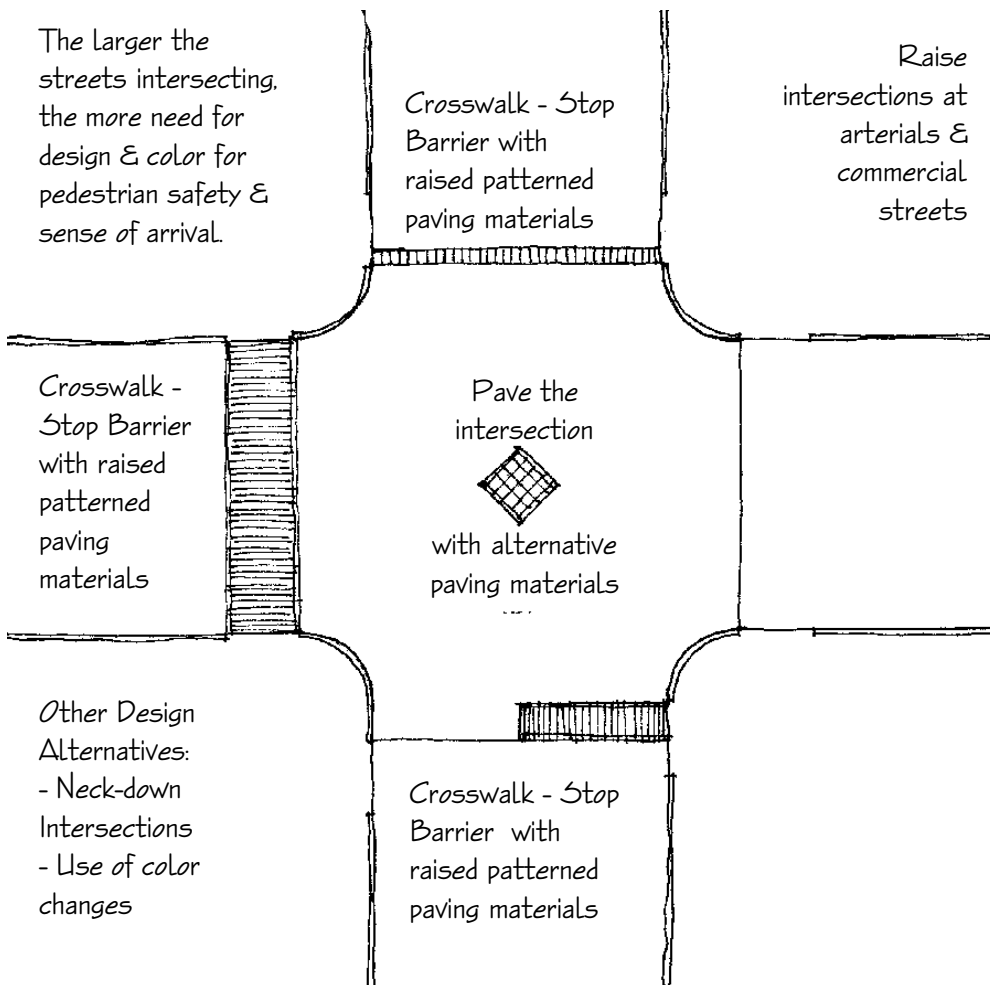 The larger the
streets intersecting,
the more need for
design & color for
pedestrian safety &
sense of arrival.
Crosswalk - Stop
Barrier with
raised patterned
paving materials
Raise
intersections at
arterials &
commercial
streets
Crosswalk -
Stop Barrier
with raised
patterned
paving
materials
Pave the
intersection
with alternative
paving materials
Other Design
Alternatives:
- Neck-down
Intersections
- Use of color
changes
Crosswalk - Stop
Barrier with
raised patterned
paving materials